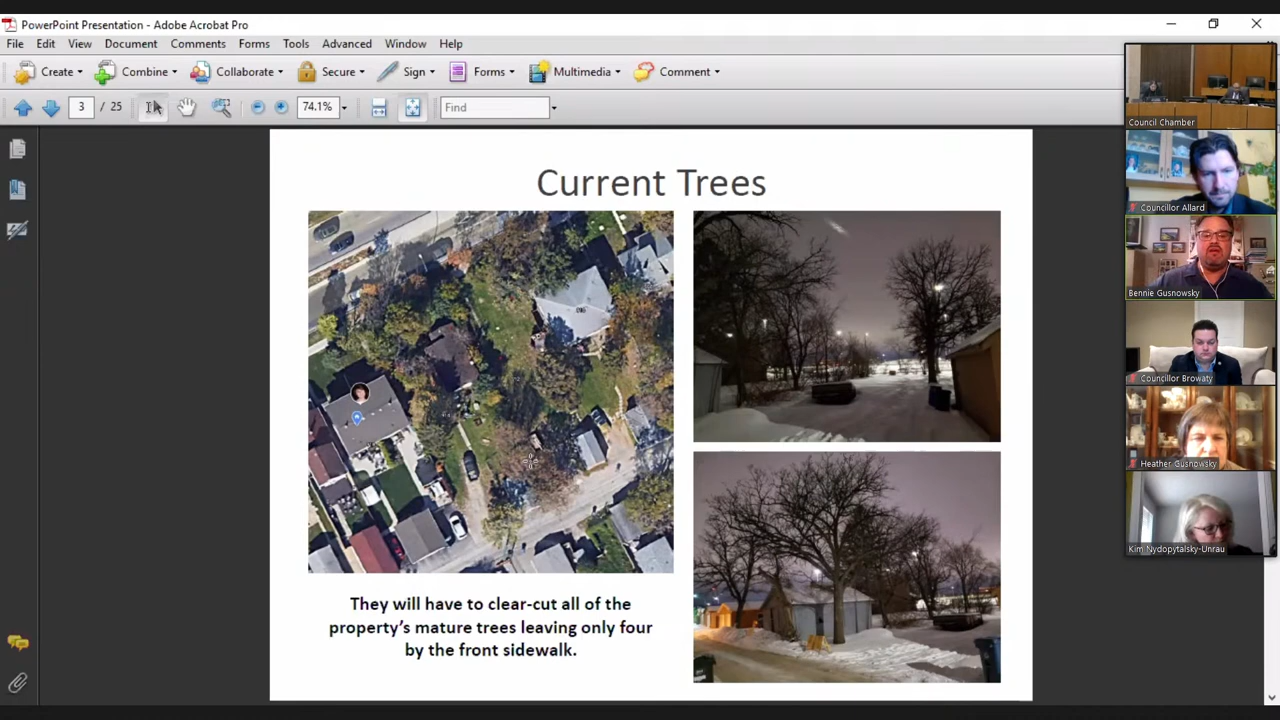 PowerPoint Presentation - Adobe Acrobat Pro
File Edit View Document Comments Forms Tools Advanced Window Help
Create Combine Collaborate Secure Sign Forms Multimedia Comment
3 / 25 74.1% Find
Current Trees
They will have to clear-cut all of the
property's mature trees leaving only four
by the front sidewalk.
Council Chamber
Councillor Allard
Bennie Gusnowsky
Councillor Browaty
Heather Gusnowsky
Kim Nydopytalsky-Unrau